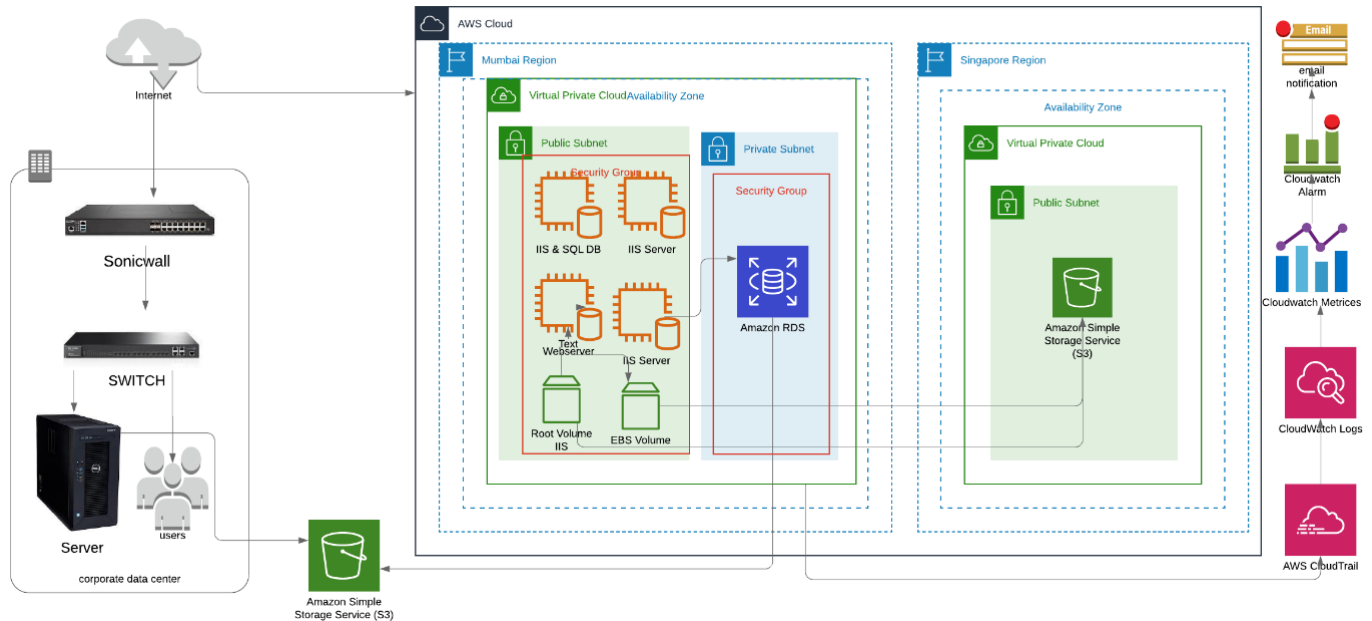 Internet
Sonicwall
SWITCH
Server
users
corporate data center
Amazon Simple
Storage Service (S3)
AWS Cloud
Mumbai Region
Virtual Private Cloud
Availability Zone
Public Subnet
Security Group
IIS & SQL DB
IIS Server
Text
Webserver
IIS Server
Root Volume
IIS
EBS Volume
Private Subnet
Security Group
Amazon RDS
Singapore Region
Availability Zone
Virtual Private Cloud
Public Subnet
Amazon Simple
Storage Service
(S3)
Email
email
notification
Cloudwatch
Alarm
Cloudwatch Metrices
CloudWatch Logs
AWS CloudTrail